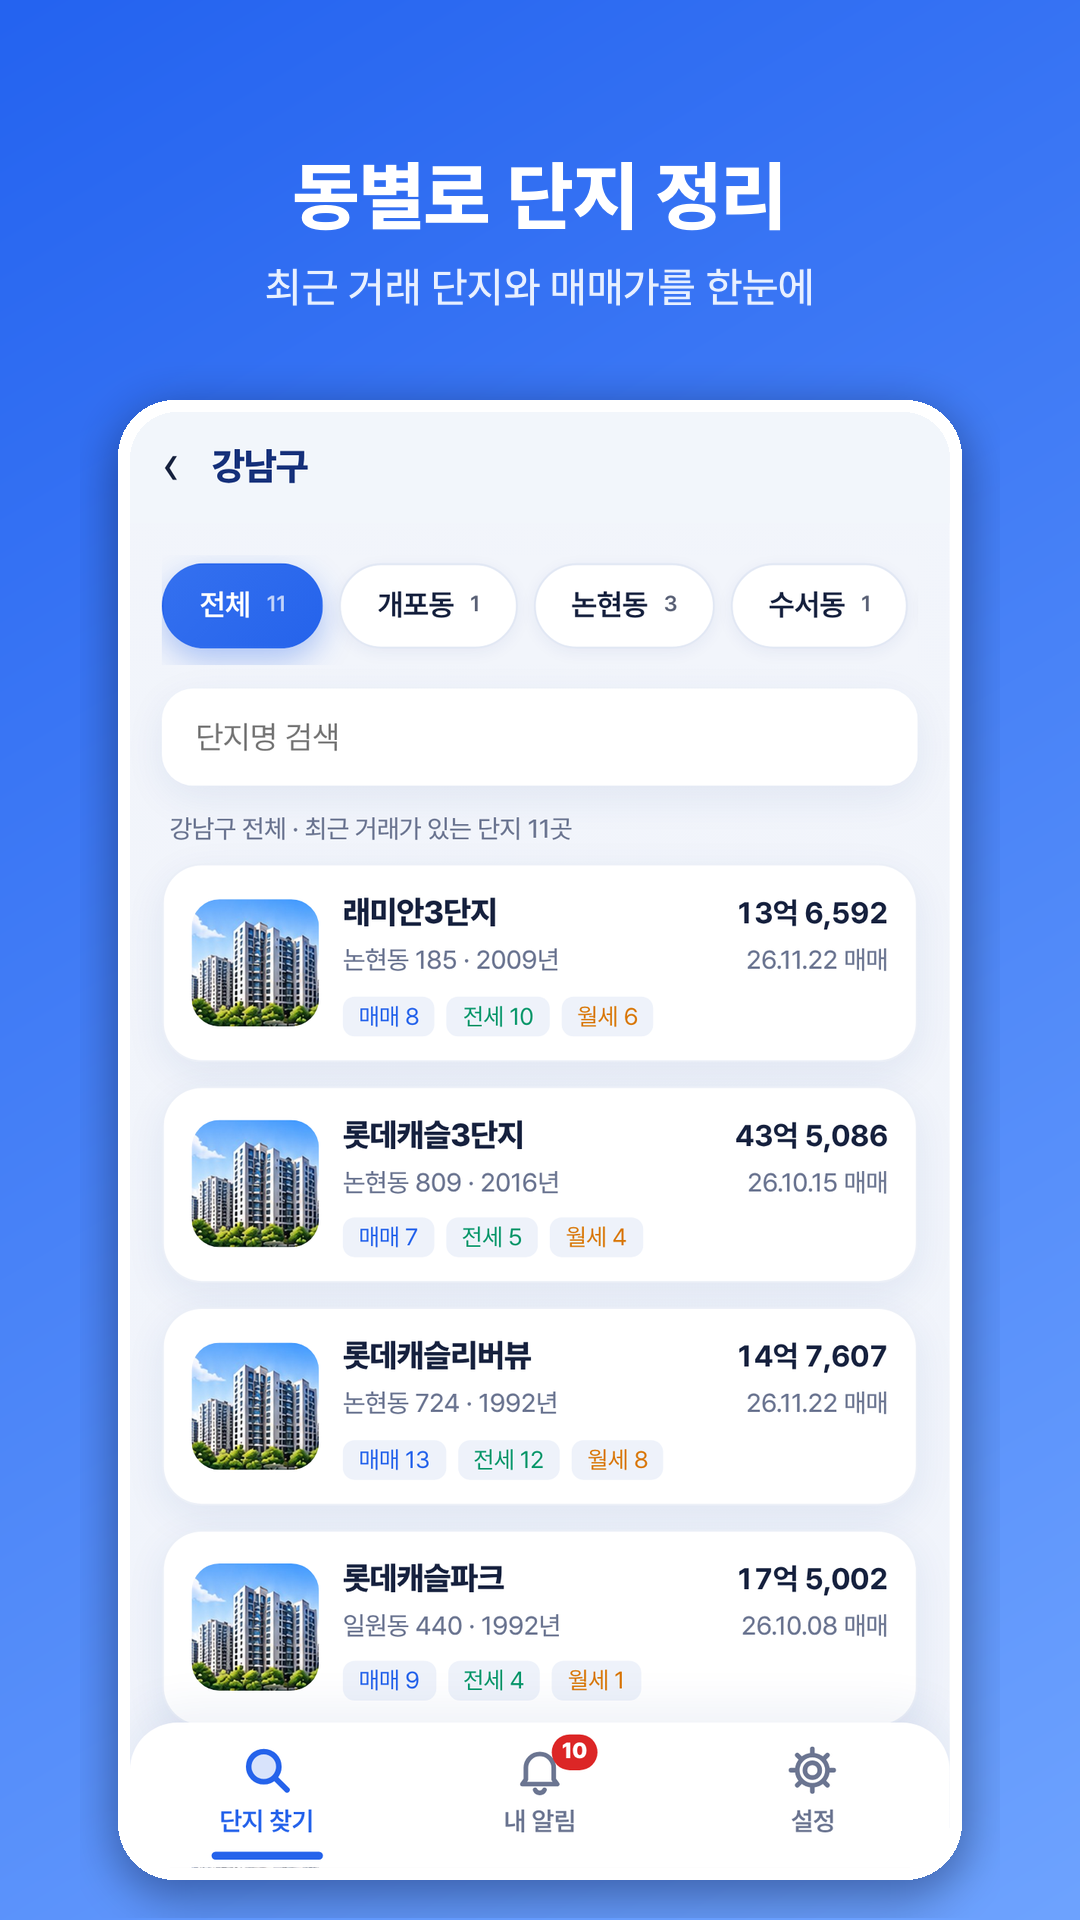 동별로 단지 정리
최근 거래 단지와 매매가를 한눈에
강남구
전체 11 개포동 1 논현동 3 수서동 1
단지명 검색
강남구 전체 · 최근 거래가 있는 단지 11곳
래미안3단지 13억 6,592
논현동 185 · 2009년 26.11.22 매매
매매 8 전세 10 월세 6
롯데캐슬3단지 43억 5,086
논현동 809 · 2016년 26.10.15 매매
매매 7 전세 5 월세 4
롯데캐슬리버뷰 14억 7,607
논현동 724 · 1992년 26.11.22 매매
매매 13 전세 12 월세 8
롯데캐슬파크 17억 5,002
일원동 440 · 1992년 26.10.08 매매
매매 9 전세 4 월세 1
10
단지 찾기 내 알림 설정